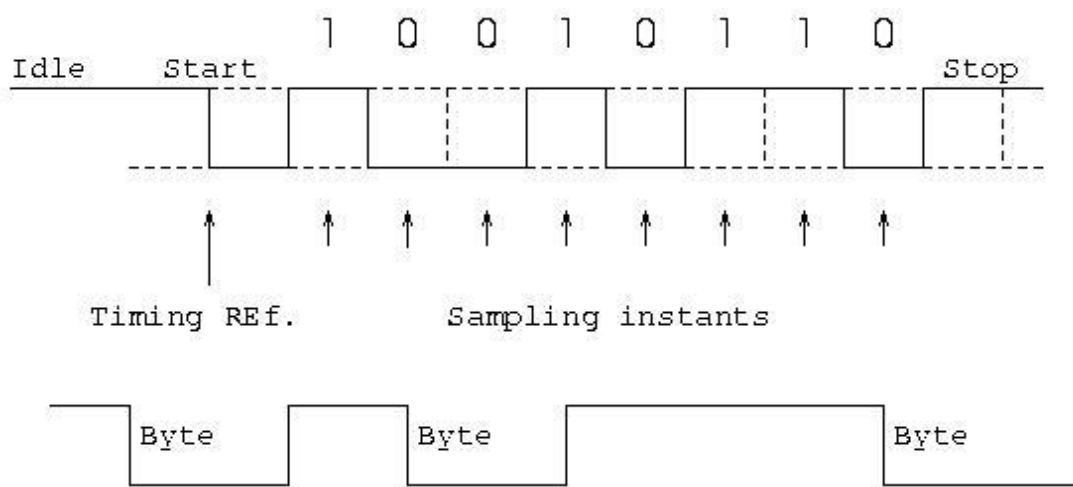 1 0 0 1 0 1 1 0
Idle Start Stop
Timing REf. Sampling instants
Byte Byte Byte